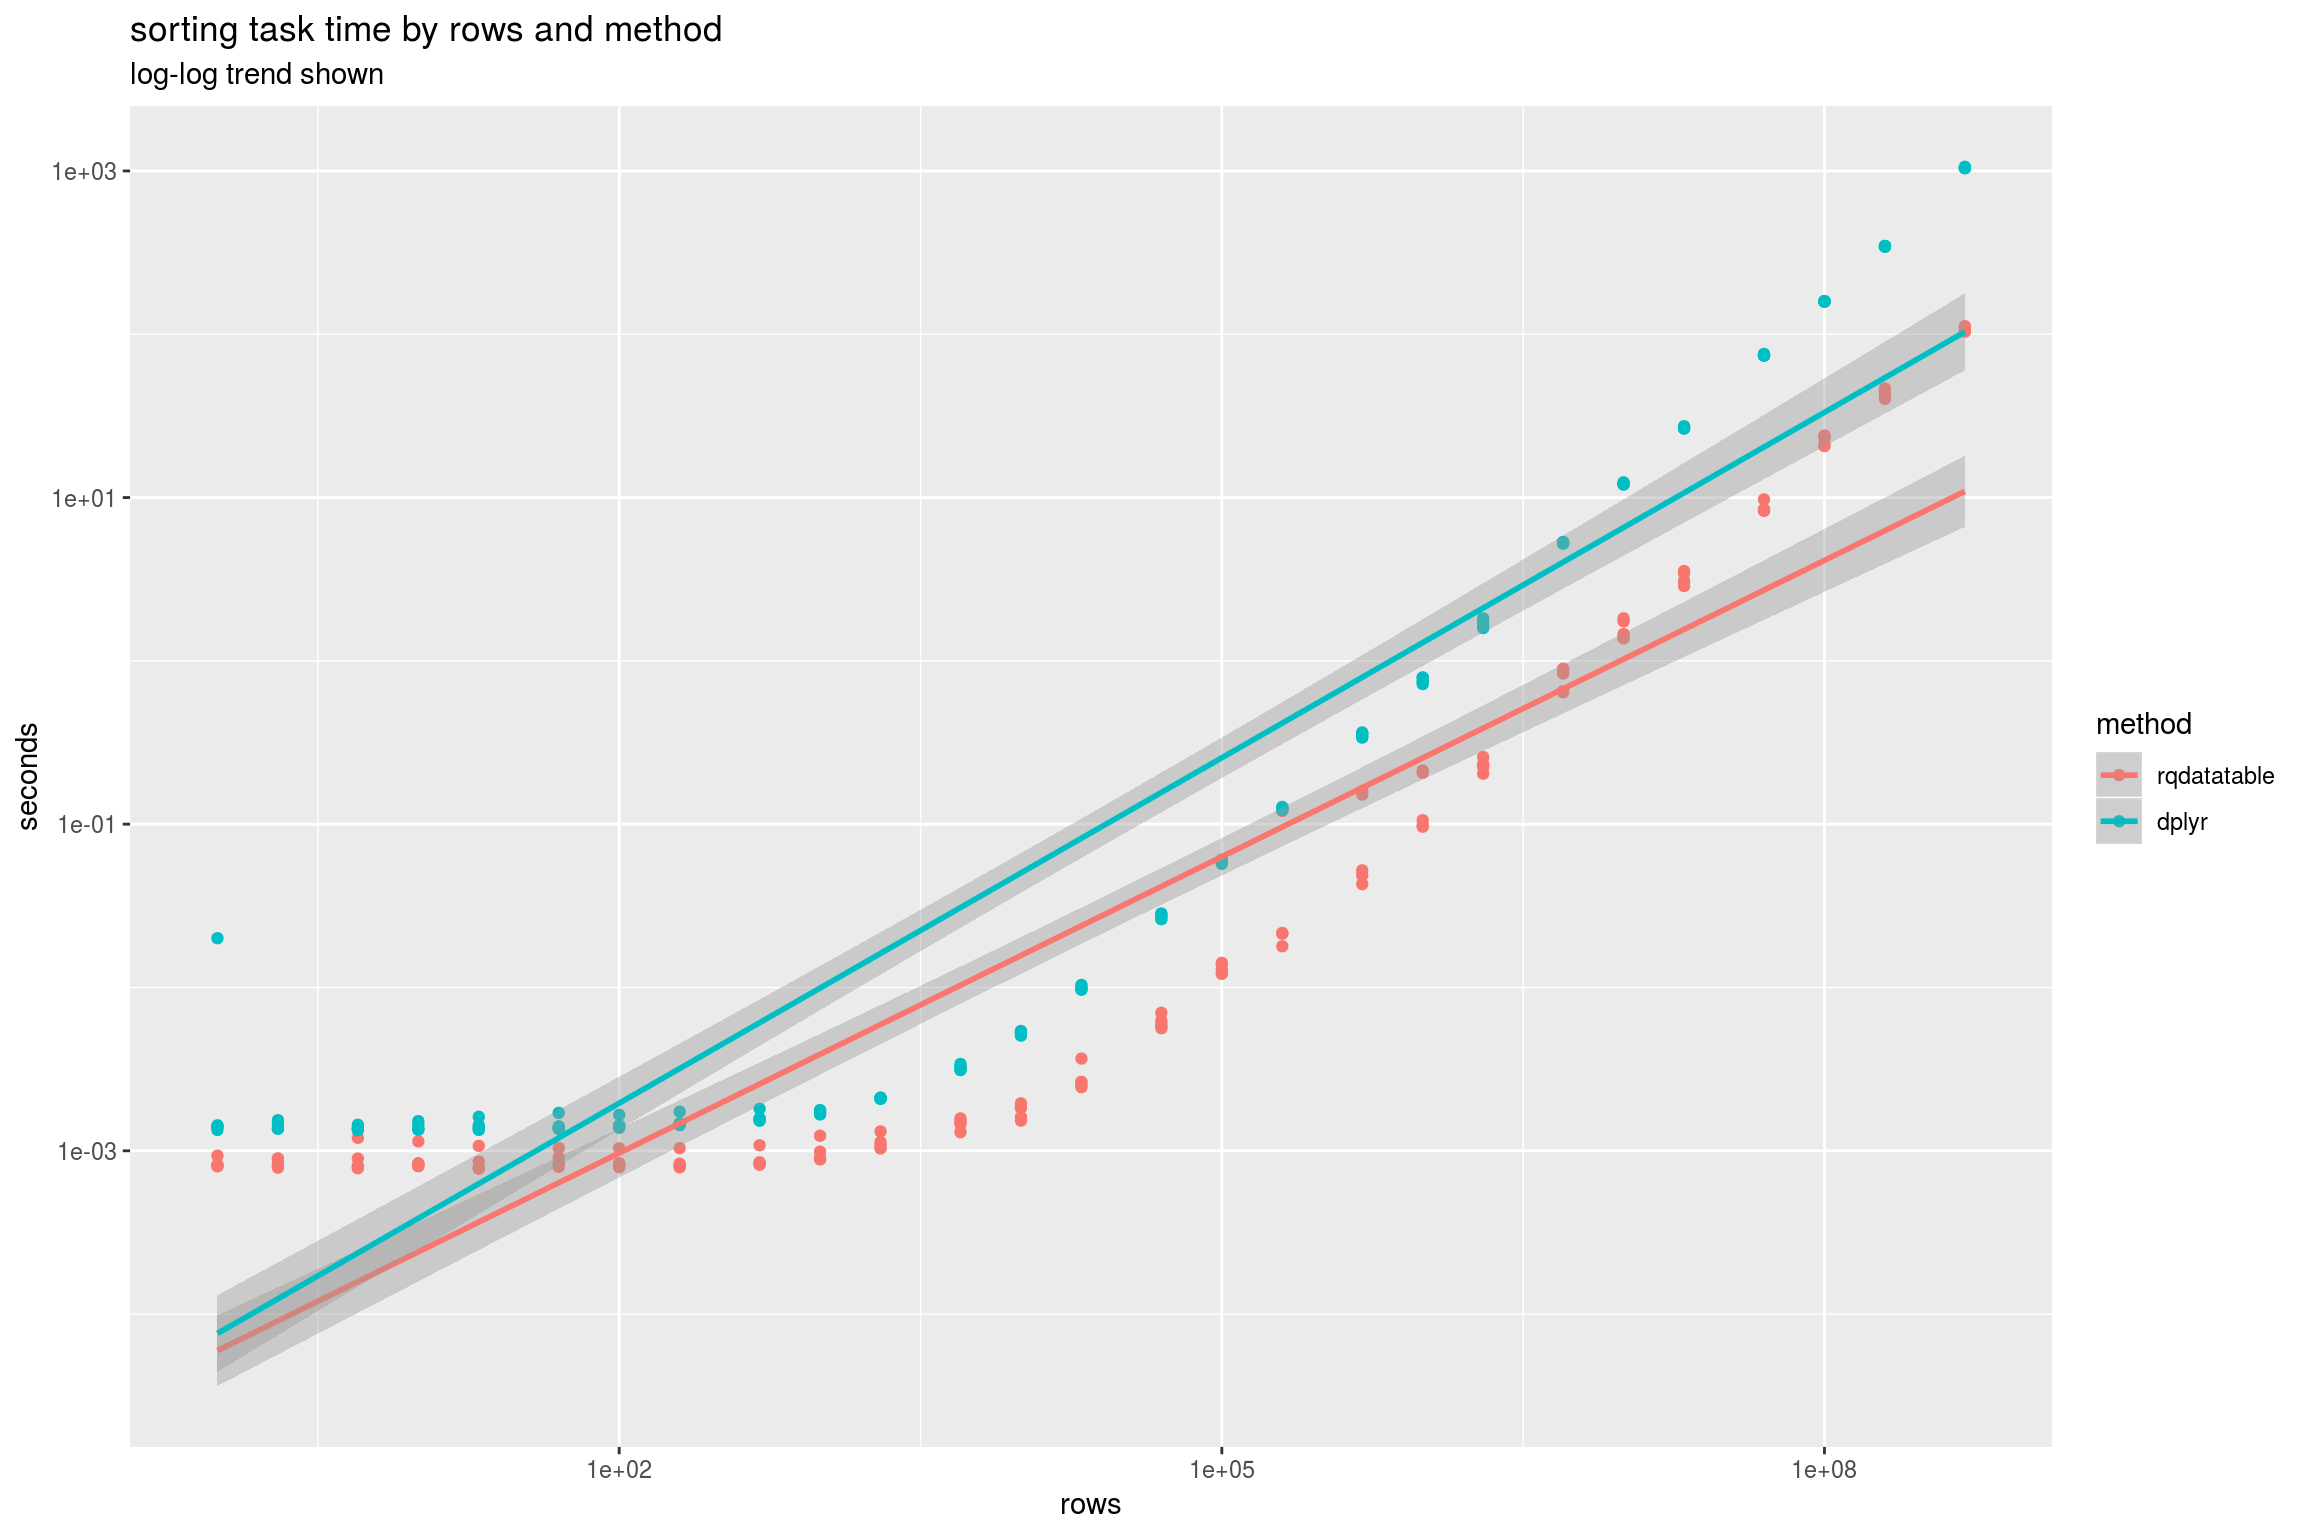 sorting task time by rows and method
log-log trend shown
1e+03
1e+01
1e-01
1e-03
seconds
1e+02
1e+05
1e+08
rows
method
rqdatatable
dplyr